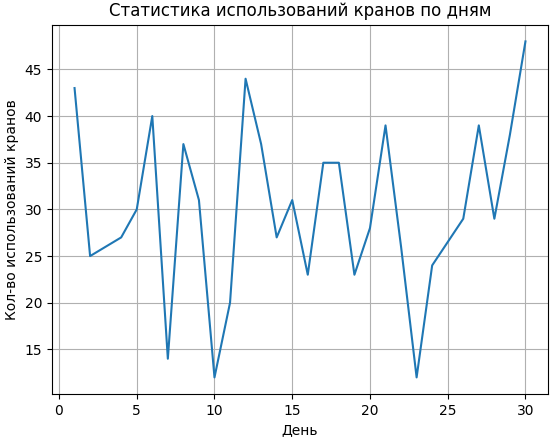 Статистика использований кранов по дням
Кол-во использований кранов
45
40
35
30
25
20
15
0 5 10 15 20 25 30
День